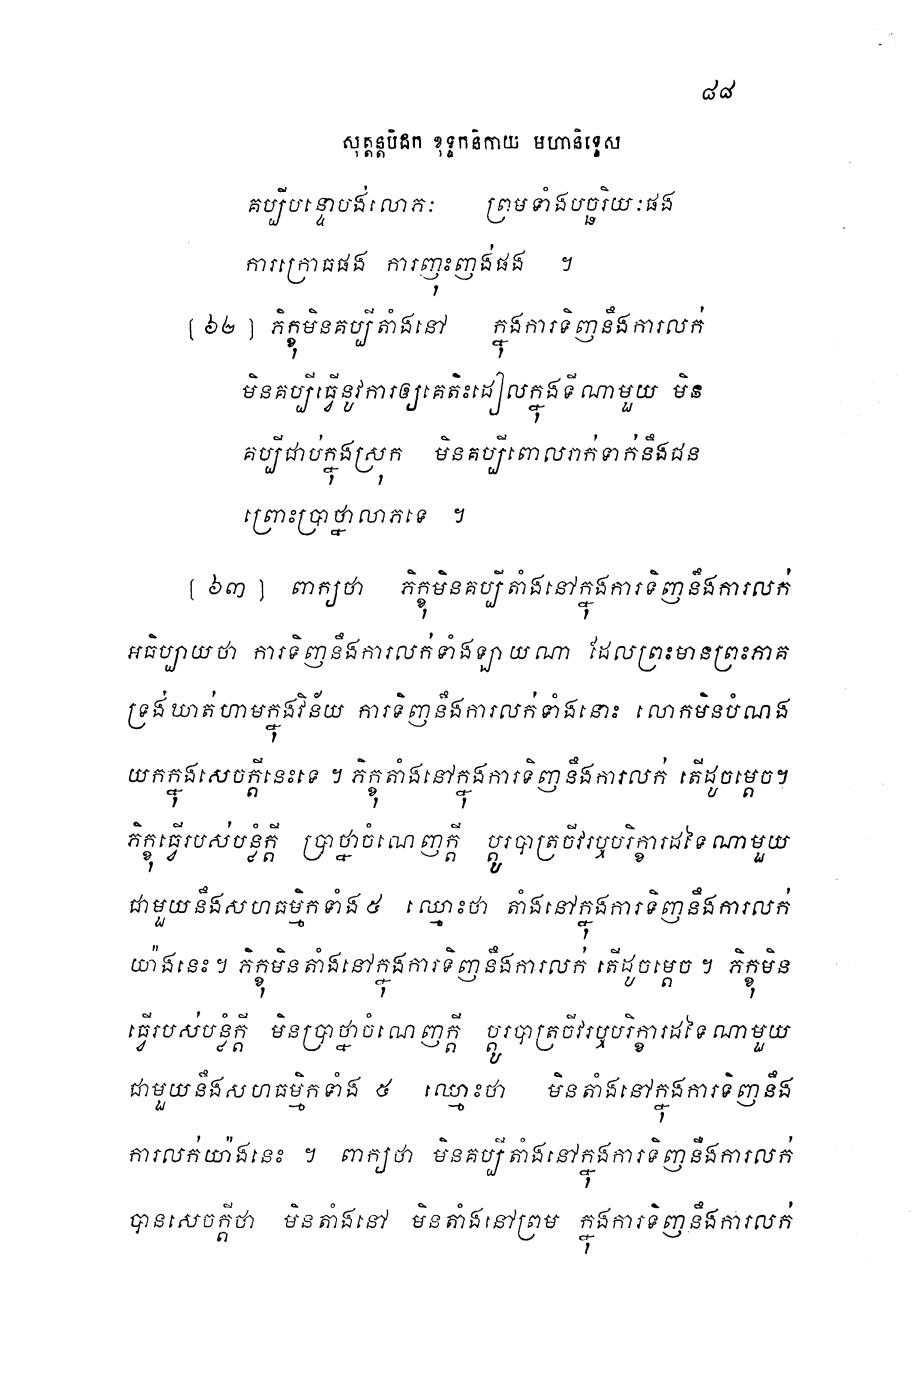 ៨៨
សុត្តន្តបិដក ខុទ្ទកនិកាយ មហានិទ្ទេស
គប្បីបន្ទោបង់លោភៈ ព្រមទាំងបច្ឆរិយៈផង
ការក្រោធផង ការញុះញង់ផង ។
(៦២) ភិក្ខុមិនគប្បីតាំងនៅ ក្នុងការទិញនឹងការលក់
មិនគប្បីធ្វើនូវការឲ្យគេតិះដៀលក្នុងទីណាមួយ មិន
គប្បីជាប់ក្នុងស្រុក មិនគប្បីពោលពាក់ទាក់នឹងជន
ព្រោះប្រាថ្នាលាភទេ ។
(៦៣) ពាក្យថា ភិក្ខុមិនគប្បីតាំងនៅក្នុងការទិញនឹងការលក់
អធិប្បាយថា ការទិញនឹងការលក់ទាំងឡាយណា ដែលព្រះមានព្រះភាគ
ទ្រង់ឃាត់ហាមក្នុងវិន័យ ការទិញនឹងការលក់ទាំងនោះ លោកមិនបំណង
យកក្នុងសេចក្តីនេះទេ ។ ភិក្ខុតាំងនៅក្នុងការទិញនឹងការលក់ តើដូចម្តេច។
ភិក្ខុធ្វើរបស់បន្ទំក្តី ប្រាថ្នាចំណេញក្តី ប្តូរបាត្រចីវរឬបរិក្ខារដទៃណាមួយ
ជាមួយនឹងសហធម្មិកទាំង ៥ ឈ្មោះថា តាំងនៅក្នុងការទិញនឹងការលក់
យ៉ាងនេះ ។ ភិក្ខុមិនតាំងនៅក្នុងការទិញនឹងការលក់ តើដូចម្តេច ។ ភិក្ខុមិន
ធ្វើរបស់បន្ទំក្តី មិនប្រាថ្នាចំណេញក្តី ប្តូរបាត្រចីវរឬបរិក្ខារដទៃណាមួយ
ជាមួយនឹងសហធម្មិកទាំង ៥ ឈ្មោះថា មិនតាំងនៅក្នុងការទិញនឹង
ការលក់យ៉ាងនេះ ។ ពាក្យថា មិនគប្បីតាំងនៅក្នុងការទិញនឹងការលក់
បានសេចក្តីថា មិនតាំងនៅ មិនតាំងនៅព្រម ក្នុងការទិញនឹងការលក់